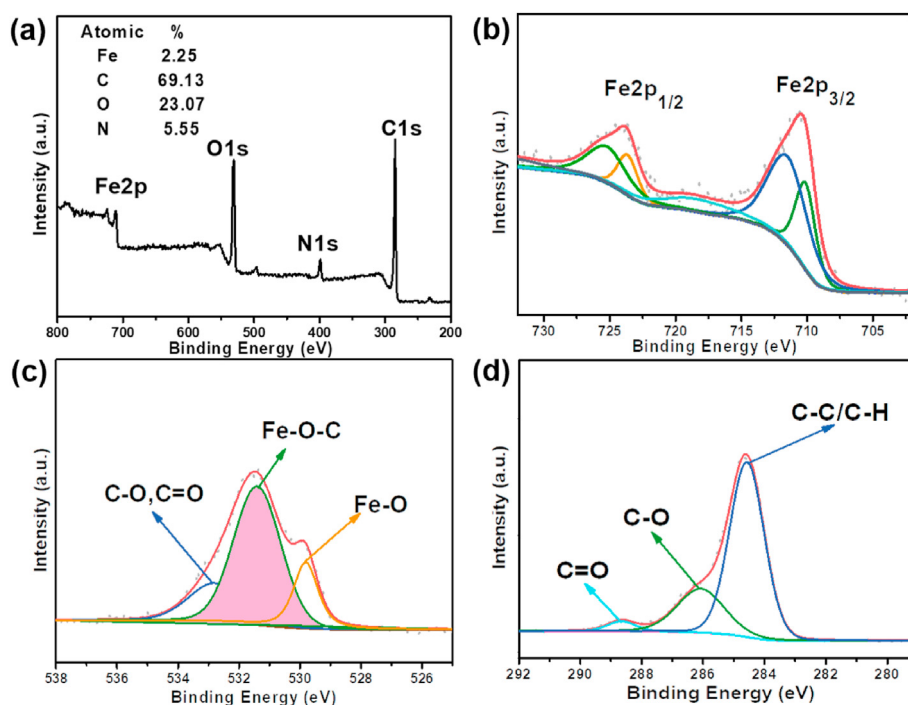 (a)
Atomic %
Fe 2.25
C 69.13
O 23.07
N 5.55
Fe2p
O1s
N1s
C1s
Intensity (a.u.)
800 700 600 500 400 300 200
Binding Energy (eV)
(b)
Fe2p1/2
Fe2p3/2
Intensity (a.u.)
730 725 720 715 710 705
Binding Energy (eV)
(c)
C-O,C=O
Fe-O-C
Fe-O
Intensity (a.u.)
538 536 534 532 530 528 526
Binding Energy (eV)
(d)
C=O
C-O
C-C/C-H
Intensity (a.u.)
292 290 288 286 284 282 280
Binding Energy (eV)